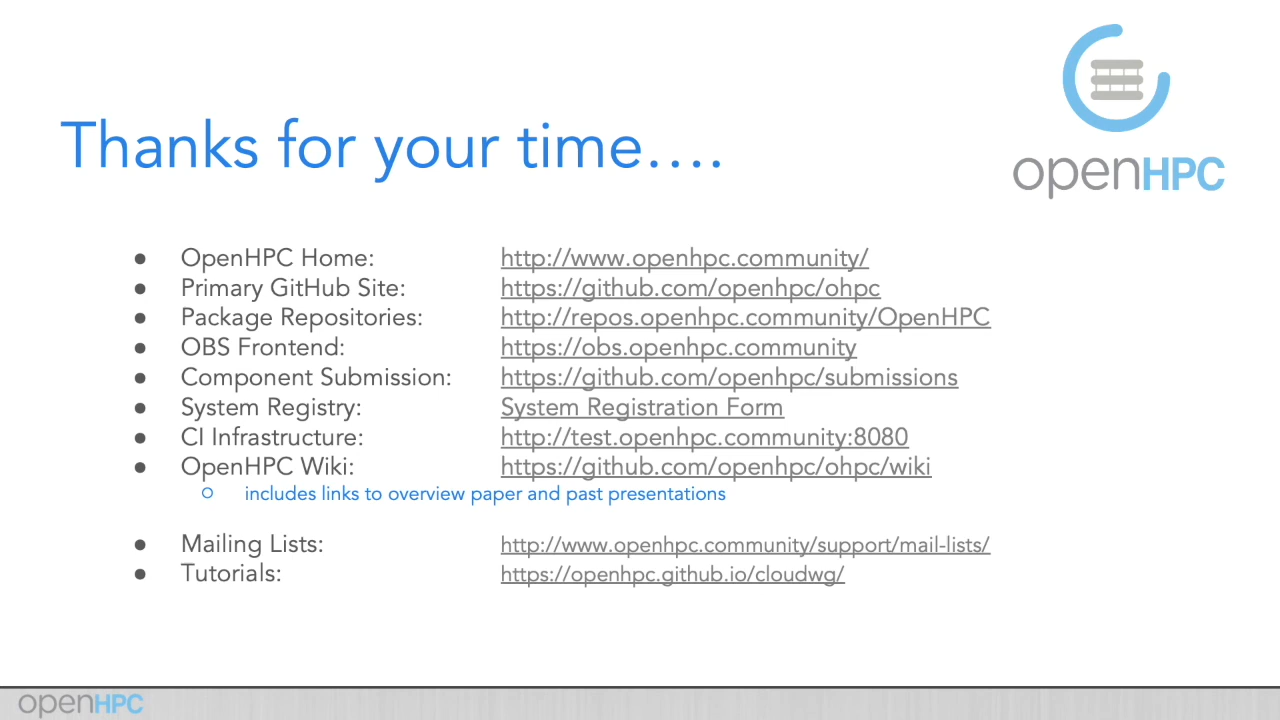 openHPC
Thanks for your time....
● OpenHPC Home: http://www.openhpc.community/
● Primary GitHub Site: https://github.com/openhpc/ohpc
● Package Repositories: http://repos.openhpc.community/OpenHPC
● OBS Frontend: https://obs.openhpc.community
● Component Submission: https://github.com/openhpc/submissions
● System Registry: System Registration Form
● CI Infrastructure: http://test.openhpc.community:8080
● OpenHPC Wiki: https://github.com/openhpc/ohpc/wiki
○ includes links to overview paper and past presentations
● Mailing Lists: http://www.openhpc.community/support/mail-lists/
● Tutorials: https://openhpc.github.io/cloudwg/
openHPC